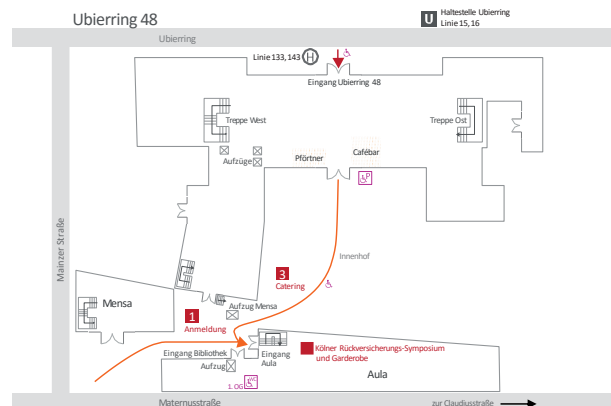 Ubierring 48
U
Haltestelle Ubierring
Linie 15, 16
Ubierring
Linie 133, 143
H
Eingang Ubierring 48
Treppe West
Treppe Ost
Aufzüge
Pförtner
Cafébar
P
Innenhof
Mainzer Straße
3
Catering
Mensa
Aufzug Mensa
1
Anmeldung
Eingang Bibliothek
Eingang
Aula
Kölner Rückversicherungs-Symposium
und Garderobe
Aufzug
Aula
1. OG
WC
Maternusstraße
zur Claudiusstraße